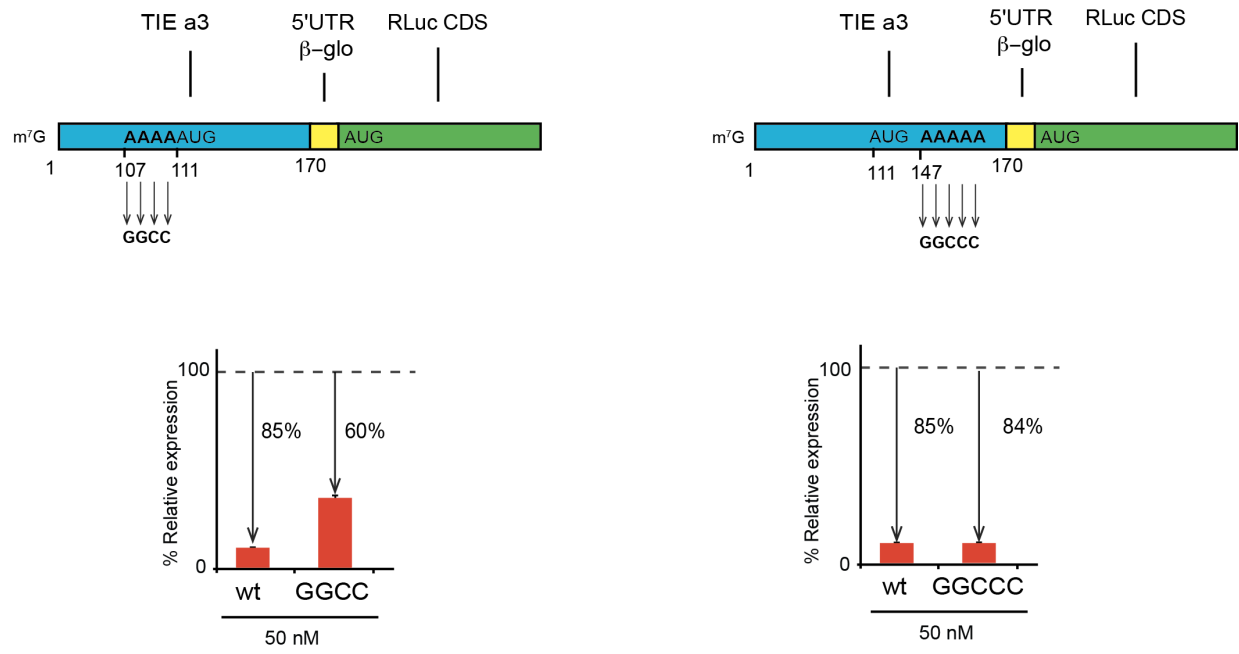 TIE a3
5'UTR
β–glo
RLuc CDS
m⁷G
AAAAAUG
AUG
1
107
111
170
GGCC
TIE a3
5'UTR
β–glo
RLuc CDS
m⁷G
AUG
AAAAA
AUG
1
111
147
170
GGCCC
% Relative expression
100
85%
60%
0
wt
GGCC
50 nM
% Relative expression
100
85%
84%
0
wt
GGCCC
50 nM